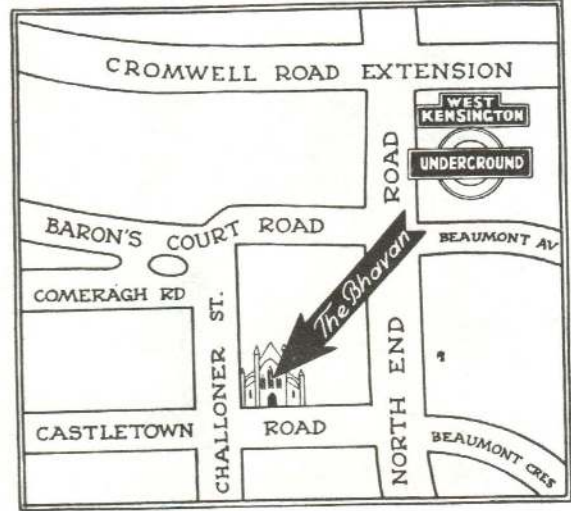 CROMWELL ROAD EXTENSION
WEST
KENSINGTON
UNDERGROUND
ROAD
BARON'S COURT ROAD
BEAUMONT AV
The Bhavan
COMERAGH RD
CHALLONER ST.
NORTH END
CASTLETOWN ROAD
BEAUMONT CRES